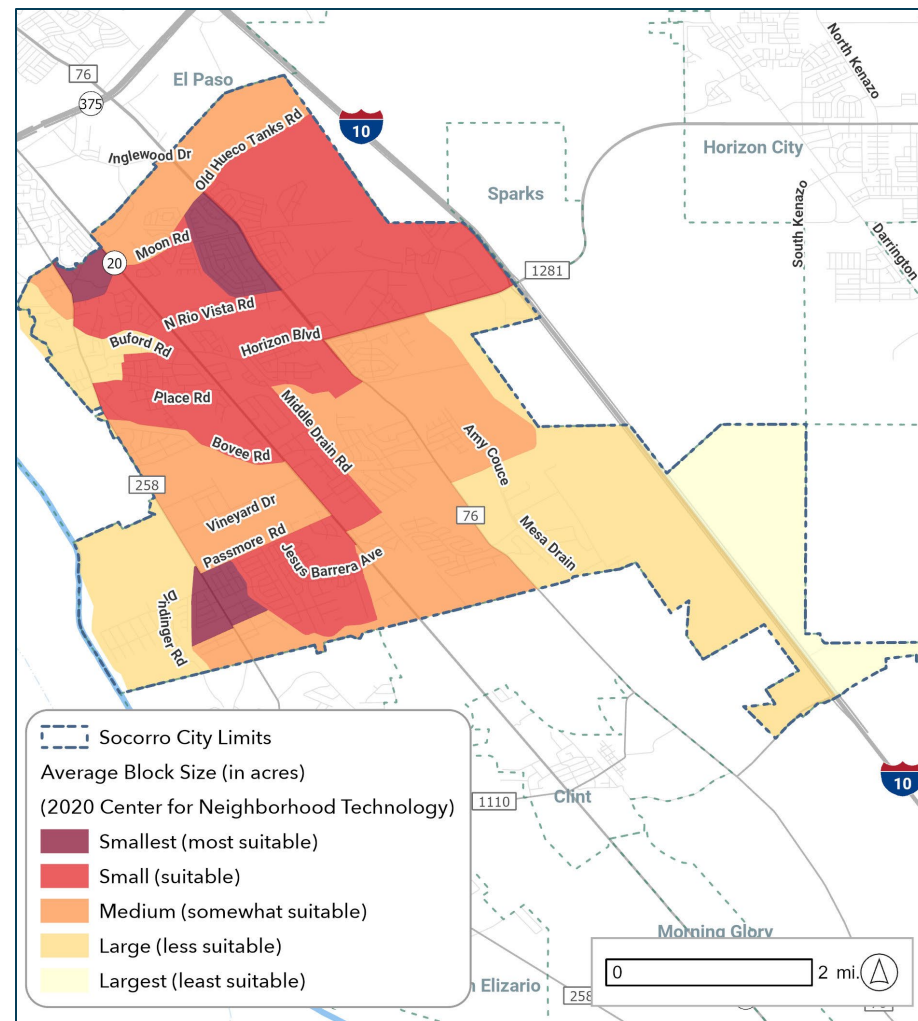 76
El Paso
375
Inglewood Dr
Old Hueco Tanks Rd
10
North Kenazo
Horizon City
Sparks
Moon Rd
20
South Kenazo
Darrington
1281
N Rio Vista Rd
Buford Rd
Horizon Blvd
Place Rd
Middle Drain Rd
Bovee Rd
Amy Couce
258
Vineyard Dr
76
Passmore Rd
Mesa Drain
Jesus Barrera Ave
Dindinger Rd
Socorro City Limits
Average Block Size (in acres)
(2020 Center for Neighborhood Technology)
Smallest (most suitable)
Small (suitable)
Medium (somewhat suitable)
Large (less suitable)
Largest (least suitable)
10
1110
Clint
Morning Glory
Elizario
258
0 2 mi.